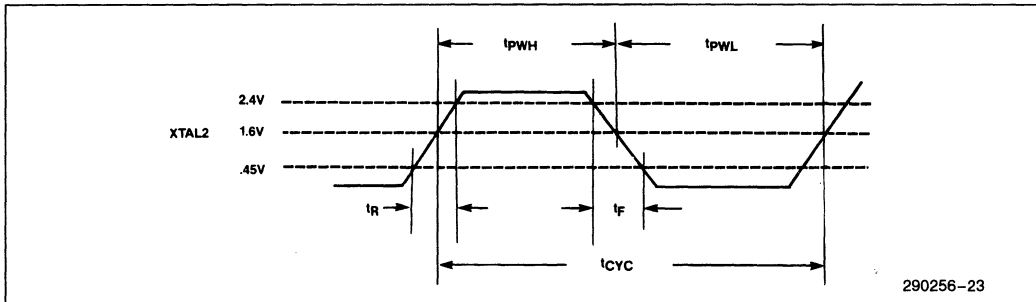 tPWH
tPWL
2.4V
XTAL2
1.6V
.45V
tR
tF
tCYC
290256-23